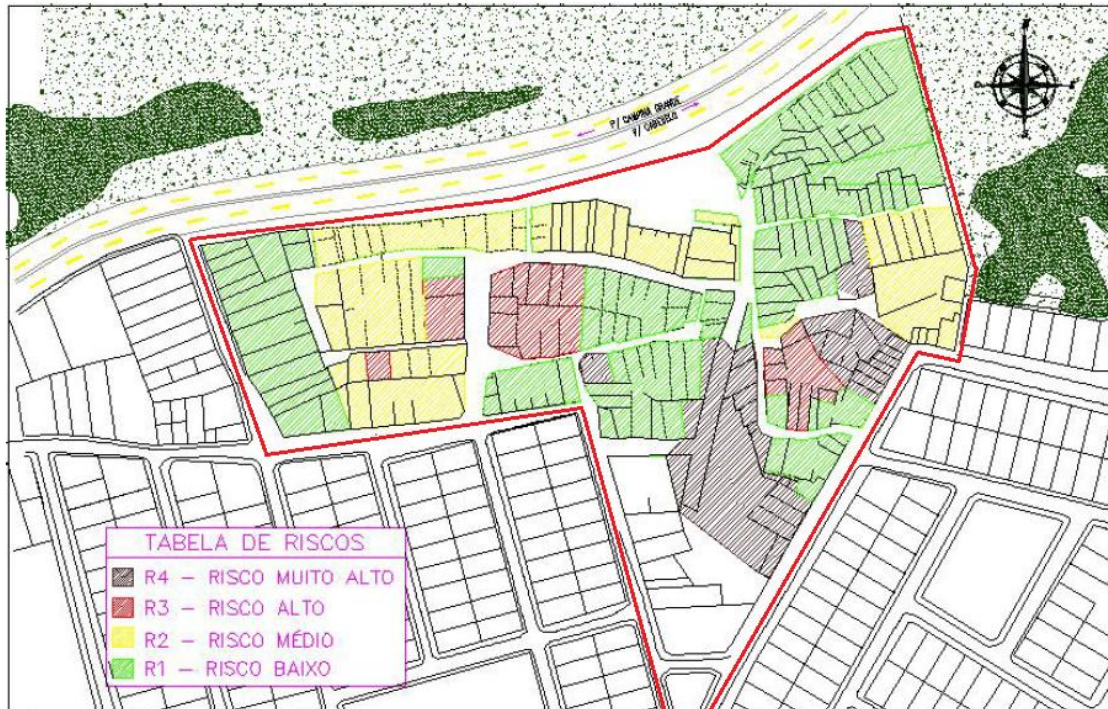 P/ CAMPINA GRANDE
P/ CABEDELO
TABELA DE RISCOS
R4 - RISCO MUITO ALTO
R3 - RISCO ALTO
R2 - RISCO MÉDIO
R1 - RISCO BAIXO